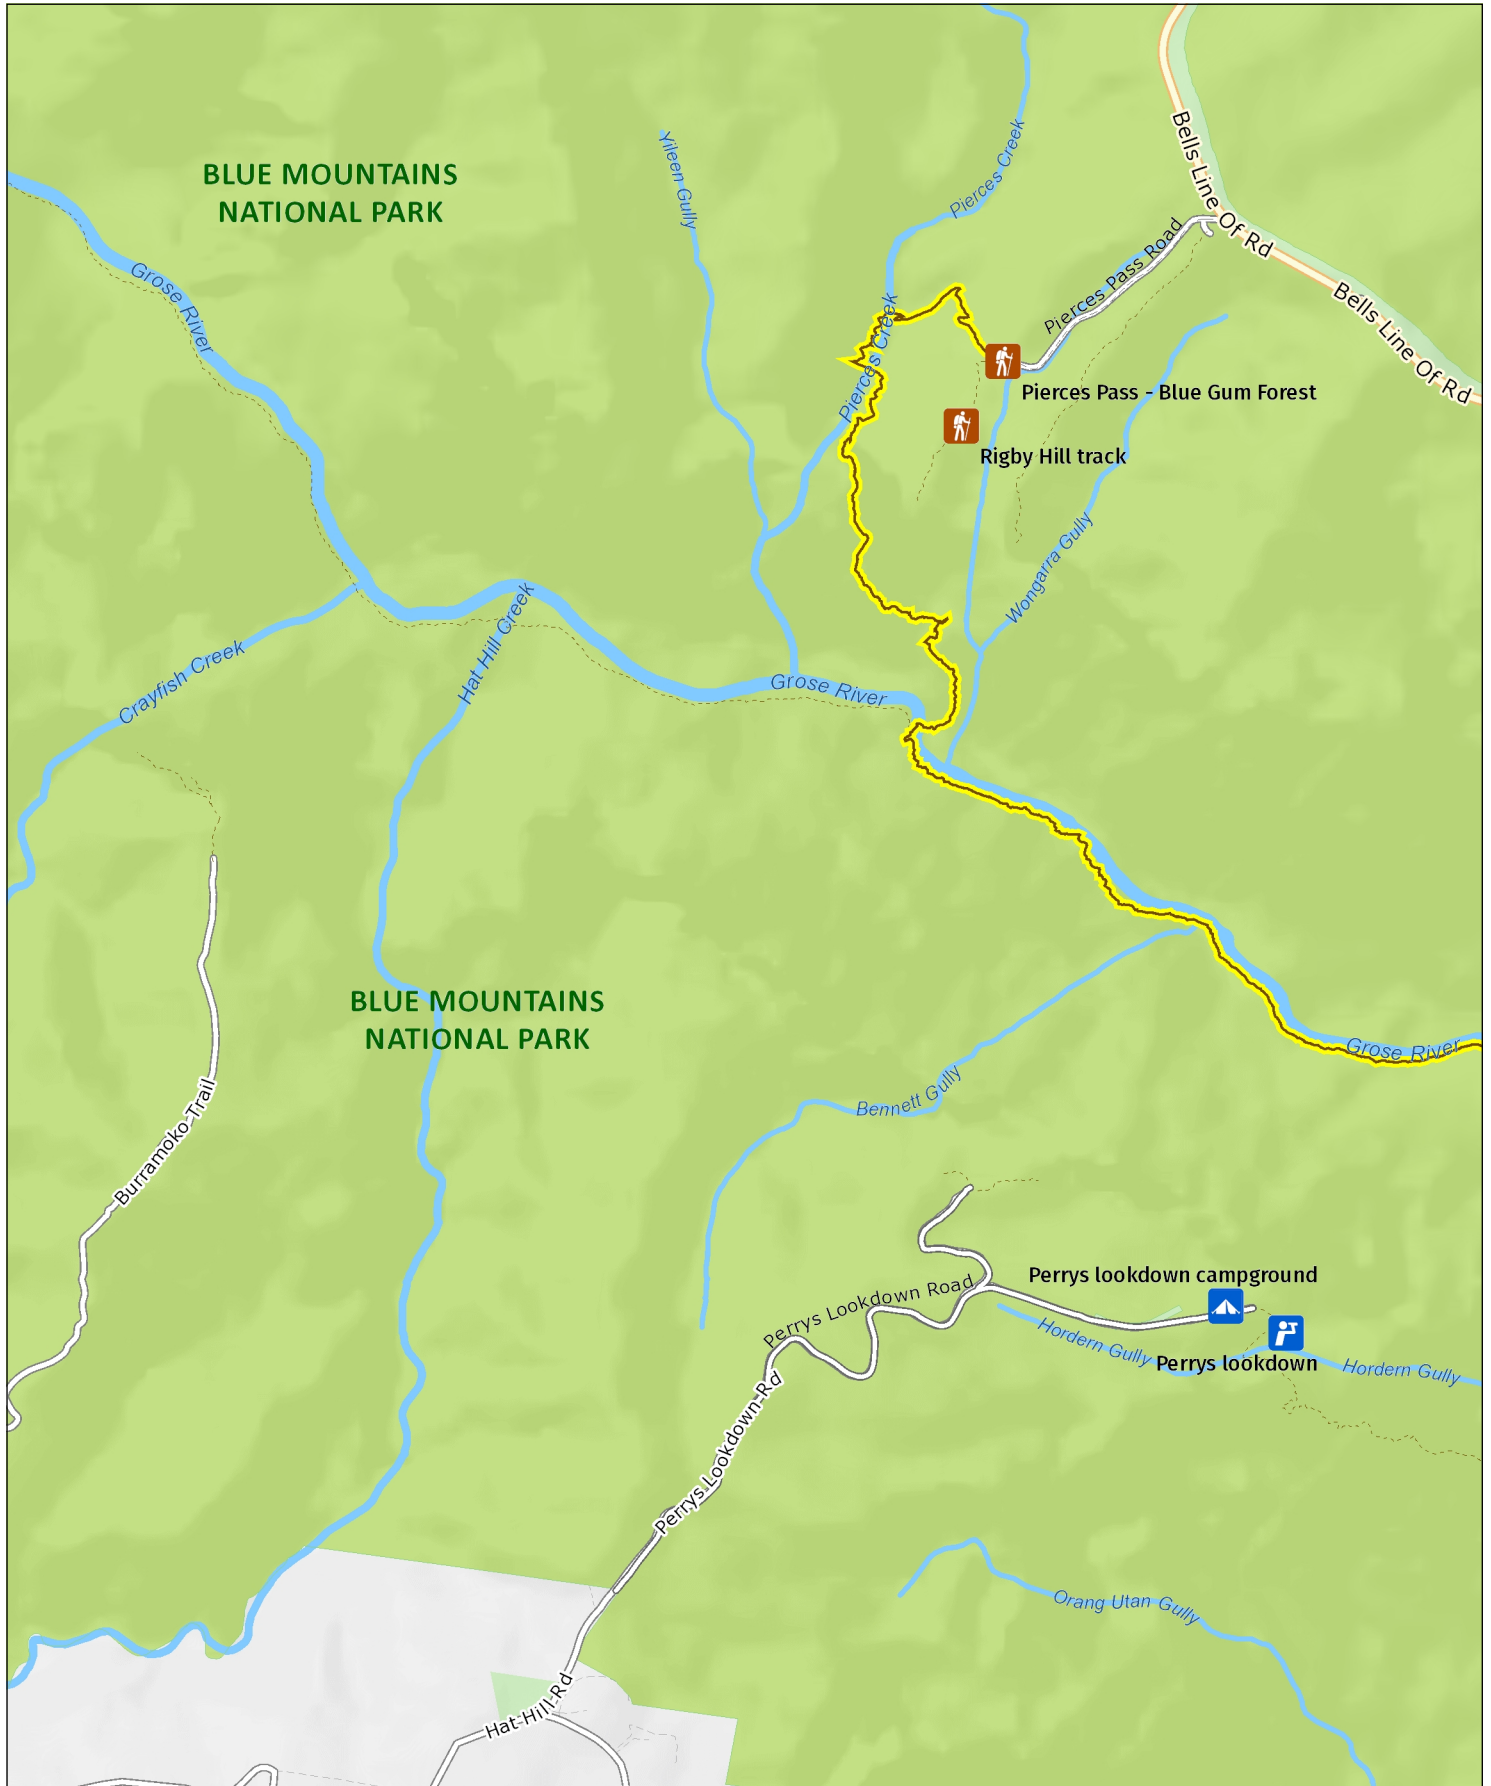 Bells Line Of Rd
Pierces Creek
Yileen Gully
BLUE MOUNTAINS
NATIONAL PARK
Pierces Pass Road
Grose River
Bells Line Of Rd
Pierces Creek
Pierces Pass - Blue Gum Forest
Rigby Hill track
Wongarra Gully
Hat Hill Creek
Crayfish Creek
Grose River
BLUE MOUNTAINS
NATIONAL PARK
Grose River
Bennett Gully
Burramoko Trail
Perrys lookdown campground
Perrys Lookdown Road
Hordern Gully
Perrys lookdown
Hordern Gully
Perrys Lookdown-Rd
Orang Utan Gully
Hat-Hill-Rd